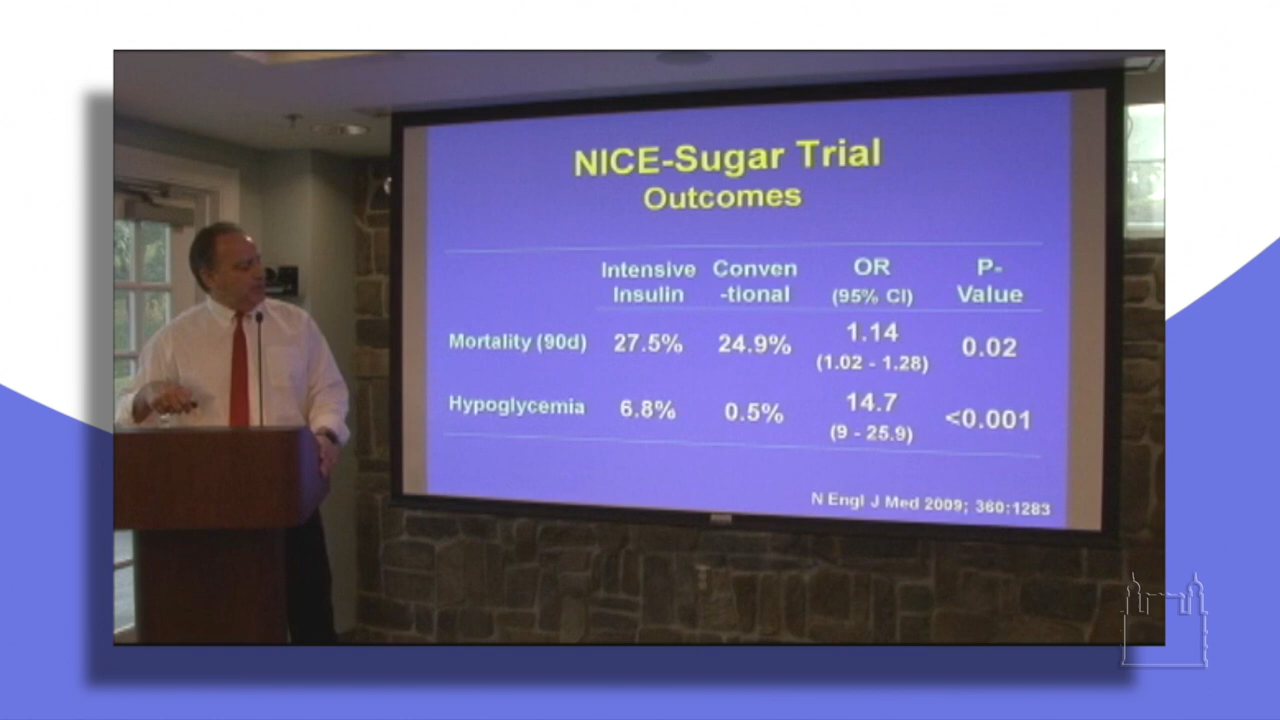 NICE-Sugar Trial
Outcomes
Intensive Insulin Conven-tional OR (95% CI) P-Value
Mortality (90d) 27.5% 24.9% 1.14 (1.02 - 1.28) 0.02
Hypoglycemia 6.8% 0.5% 14.7 (9 - 25.9) <0.001
N Engl J Med 2009; 360:1283